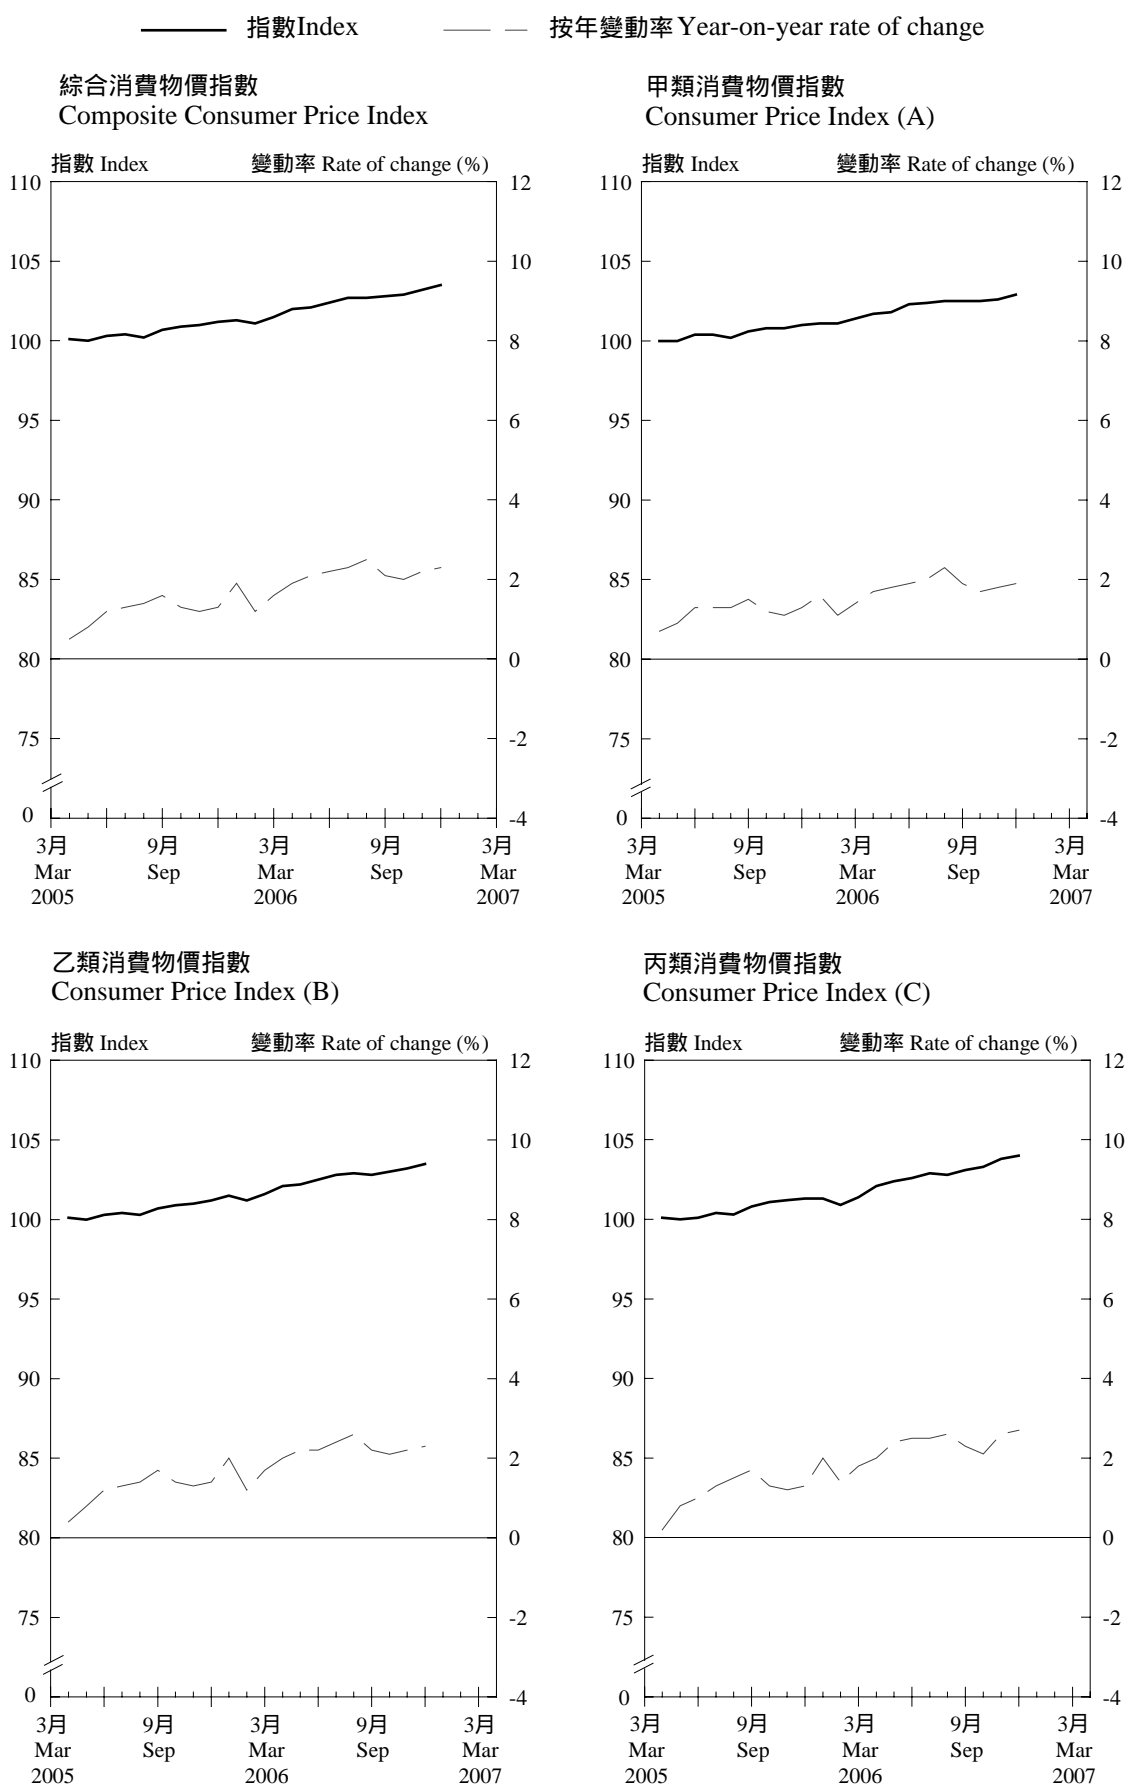 指數Index 按年變動率 Year-on-year rate of change
綜合消費物價指數
Composite Consumer Price Index
指數 Index 變動率 Rate of change (%)
110 12
105 10
100 8
95 6
90 4
85 2
80 0
75 -2
0 -4
3月 9月 3月 9月 3月
Mar Sep Mar Sep Mar
2005 2006 2007
甲類消費物價指數
Consumer Price Index (A)
指數 Index 變動率 Rate of change (%)
110 12
105 10
100 8
95 6
90 4
85 2
80 0
75 -2
0 -4
3月 9月 3月 9月 3月
Mar Sep Mar Sep Mar
2005 2006 2007
乙類消費物價指數
Consumer Price Index (B)
指數 Index 變動率 Rate of change (%)
110 12
105 10
100 8
95 6
90 4
85 2
80 0
75 -2
0 -4
3月 9月 3月 9月 3月
Mar Sep Mar Sep Mar
2005 2006 2007
丙類消費物價指數
Consumer Price Index (C)
指數 Index 變動率 Rate of change (%)
110 12
105 10
100 8
95 6
90 4
85 2
80 0
75 -2
0 -4
3月 9月 3月 9月 3月
Mar Sep Mar Sep Mar
2005 2006 2007